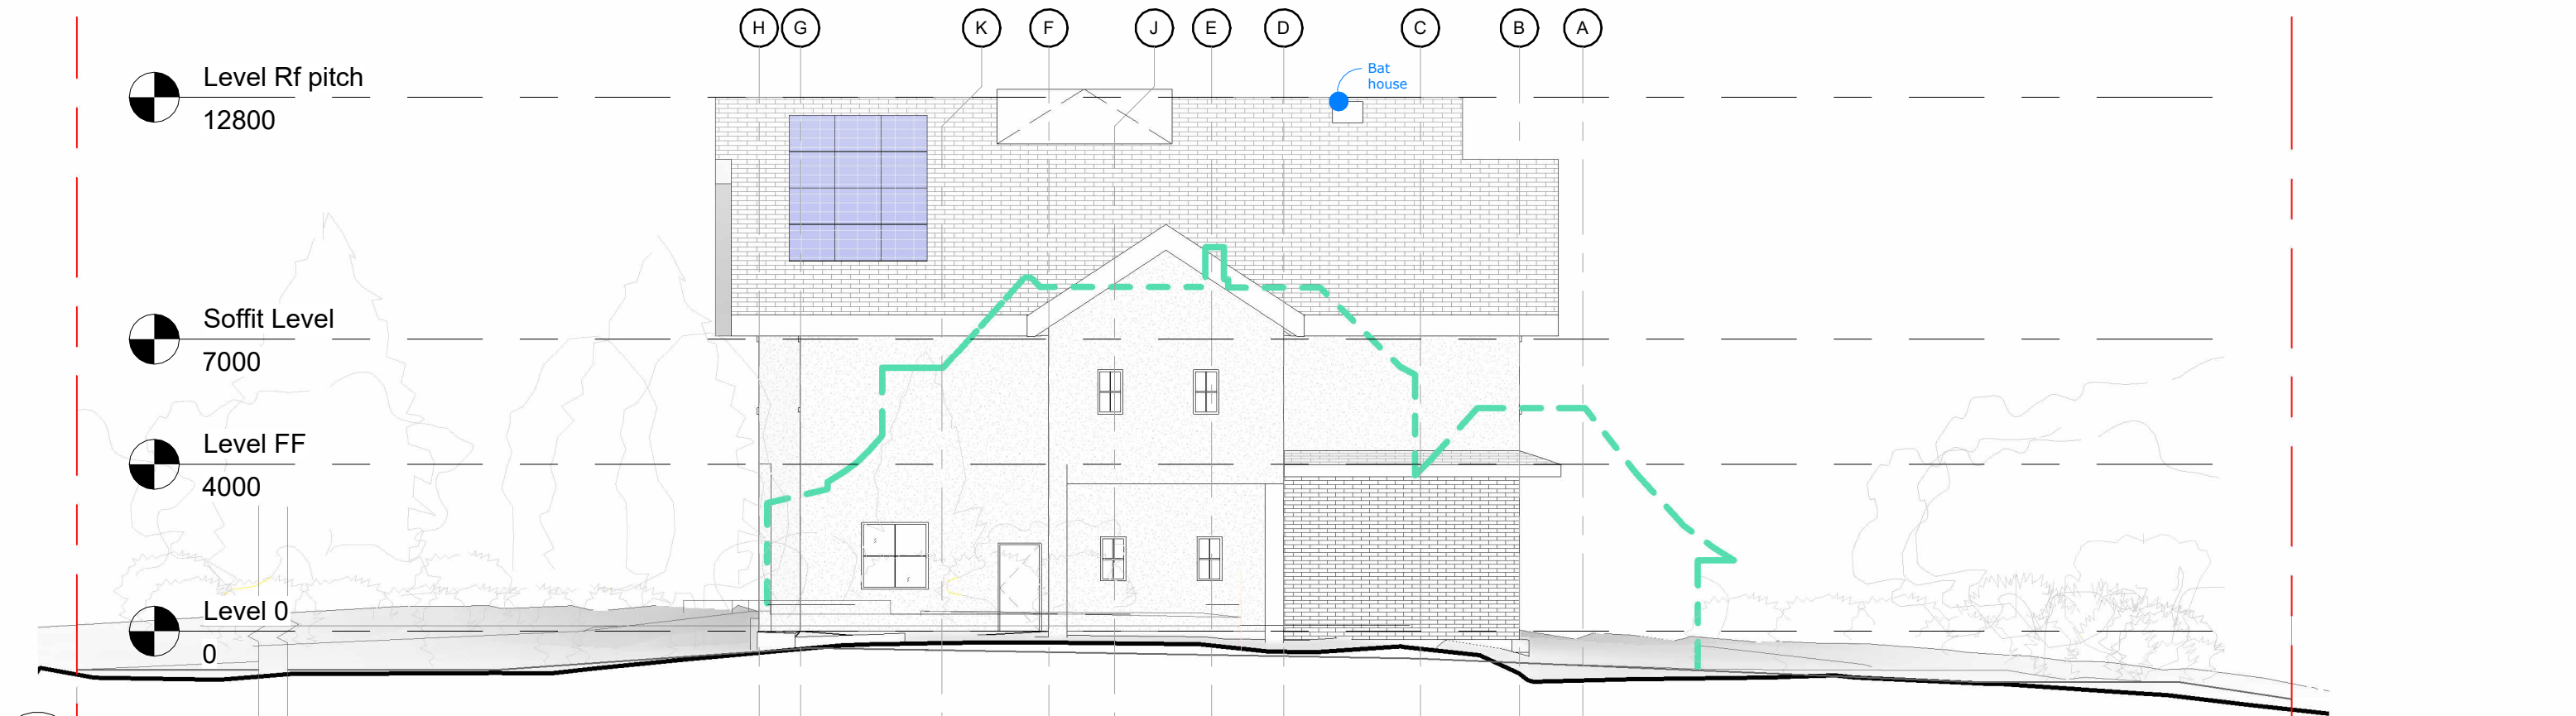 H G K F J E D C B A
Bat
house
Level Rf pitch
12800
Soffit Level
7000
Level FF
4000
Level 0
0